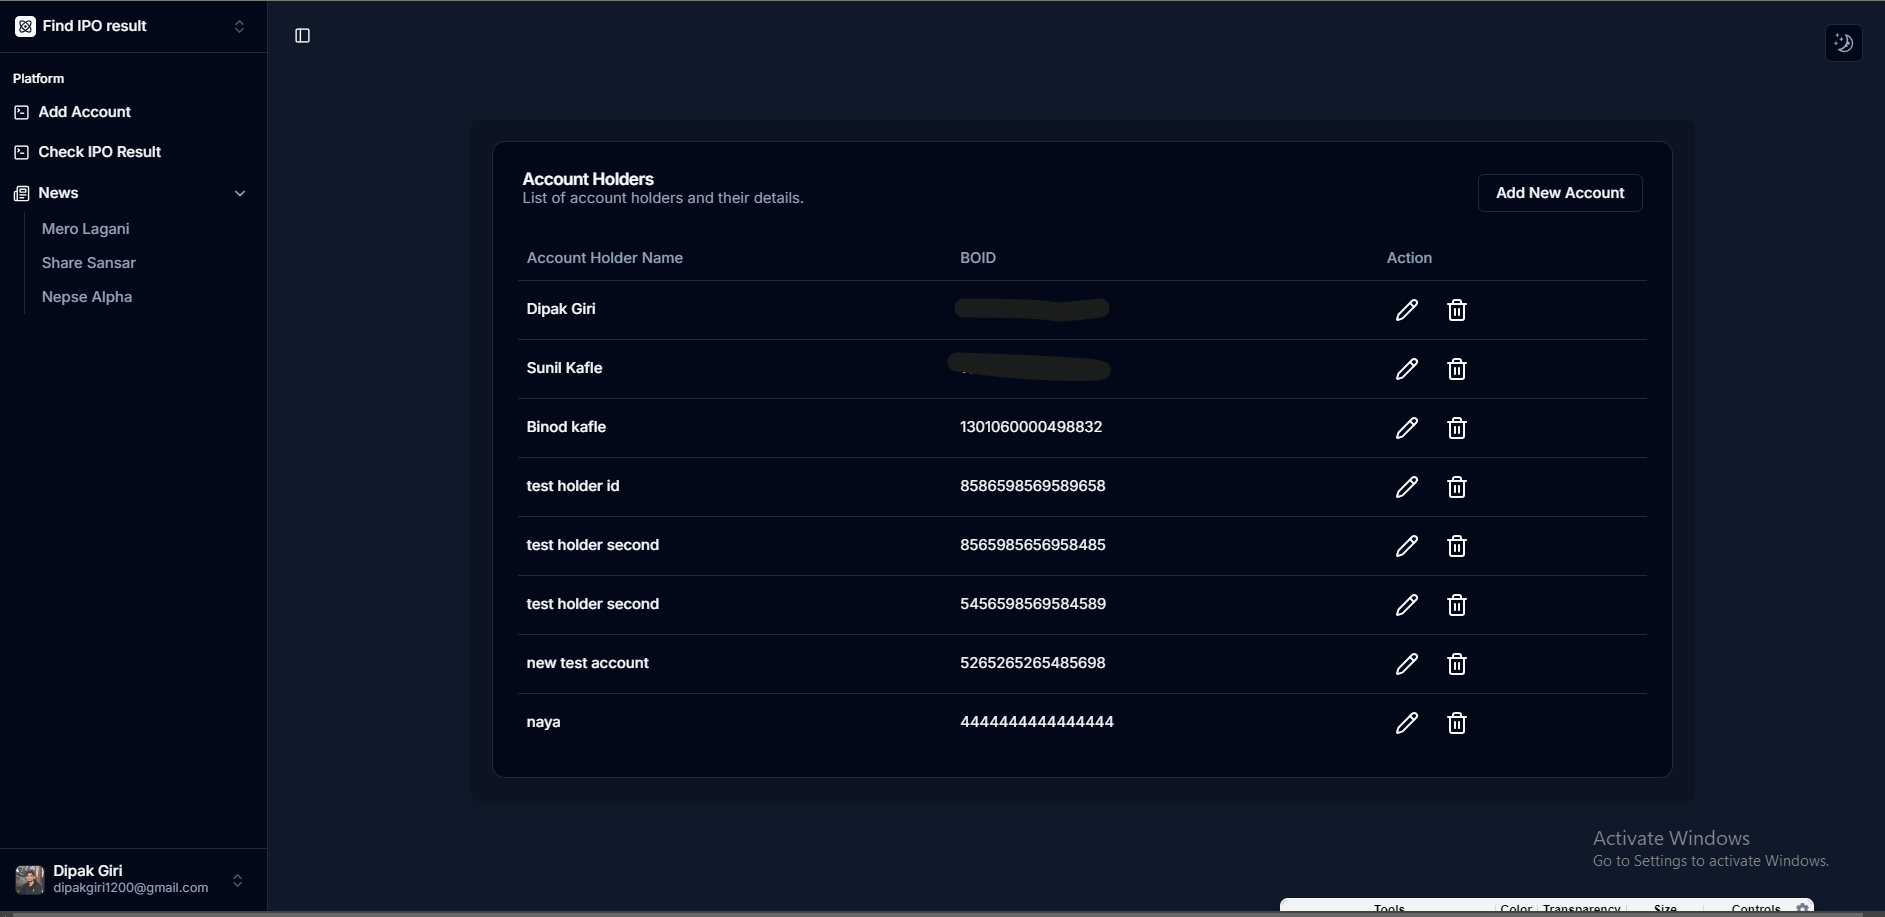 Find IPO result
Platform
Add Account
Check IPO Result
News
Mero Lagani
Share Sansar
Nepse Alpha
Account Holders
List of account holders and their details.
Add New Account
Account Holder Name BOID Action
Dipak Giri
Sunil Kafle
Binod kafle 1301060000498832
test holder id 8586598569589658
test holder second 8565985656958485
test holder second 5456598569584589
new test account 5265265265485698
naya 4444444444444444
Activate Windows
Go to Settings to activate Windows.
Dipak Giri
dipakgiri1200@gmail.com
Tools Color Transparency Size Controls